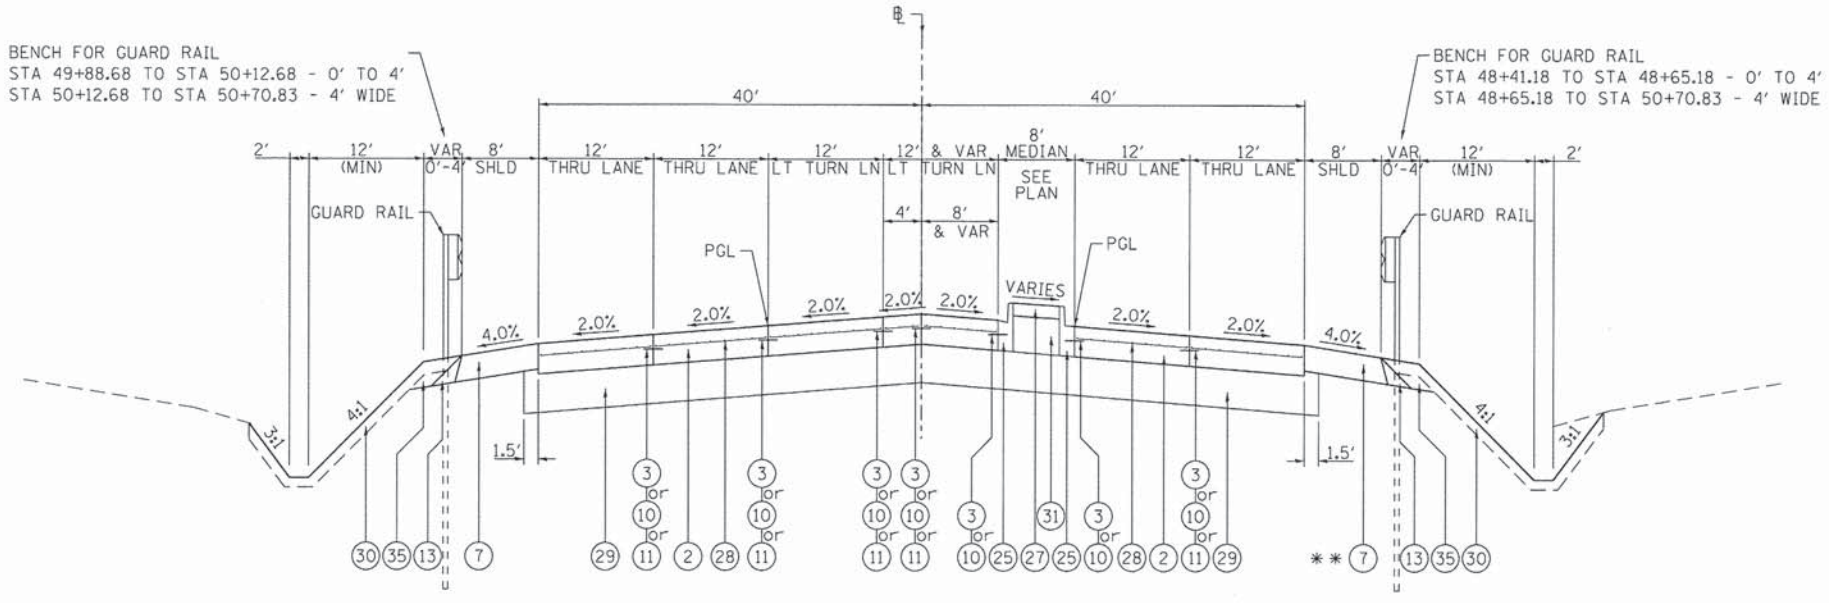 ℄
BENCH FOR GUARD RAIL
STA 49+88.68 TO STA 50+12.68 - 0' TO 4'
STA 50+12.68 TO STA 50+70.83 - 4' WIDE
BENCH FOR GUARD RAIL
STA 48+41.18 TO STA 48+65.18 - 0' TO 4'
STA 48+65.18 TO STA 50+70.83 - 4' WIDE
40' 40'
2' 12' VAR 8' 12' 12' 12' 12' & VAR 8' 12' 12' 8' VAR 12' 2'
(MIN) 0'-4' SHLD THRU LANE THRU LANE LT TURN LN LT TURN LN MEDIAN THRU LANE THRU LANE SHLD 0'-4' (MIN)
SEE
PLAN
GUARD RAIL 4' 8' GUARD RAIL
& VAR
PGL PGL
VARIES
4.0% 2.0% 2.0% 2.0% 2.0% 2.0% 2.0% 2.0% 4.0%
3:1 4:1 4:1 3:1
1.5' 1.5'
3 3 3 3 3
or or or or or
10 10 10 10 3 31 3 10
or or or or or or or
30 35 13 7 29 11 2 28 11 11 11 10 25 27 25 10 28 2 11 29 ** 7 13 35 30